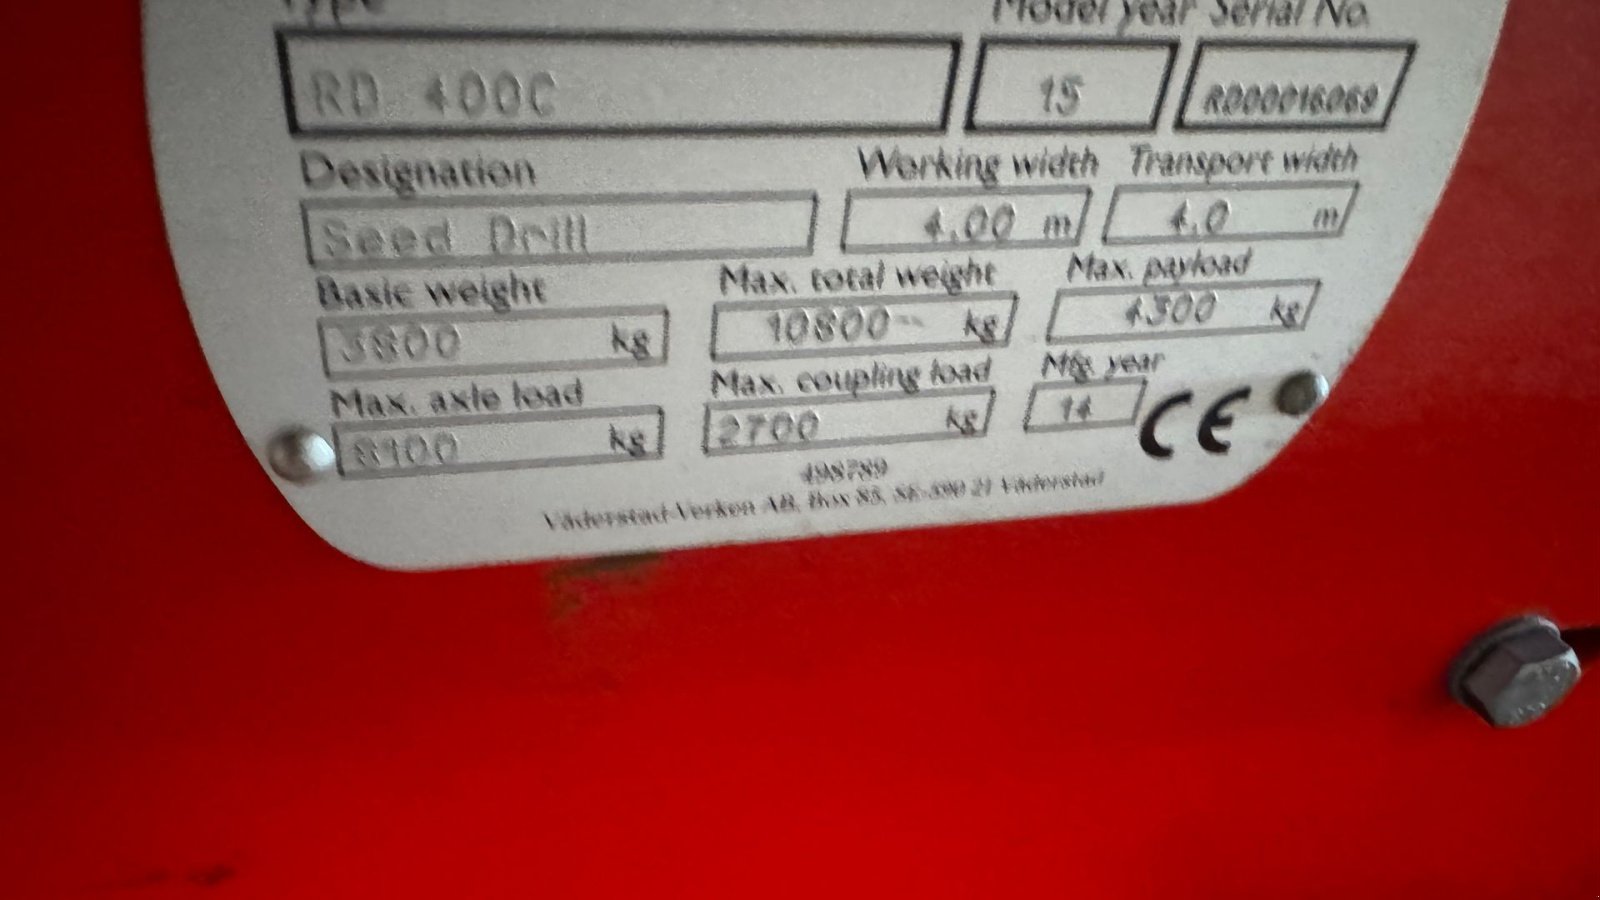 Type Model year Serial No.
RD 400C 15 RD00016069
Designation Working width Transport width
Seed Drill 4.00 m 4.0 m
Basic weight Max. total weight Max. payload
3800 kg 10800 kg 4300 kg
Max. axle load Max. coupling load Mfg. year
8100 kg 2700 kg 14 CE
498789
Väderstad-Verken AB, Box 85, SE-590 21 Väderstad